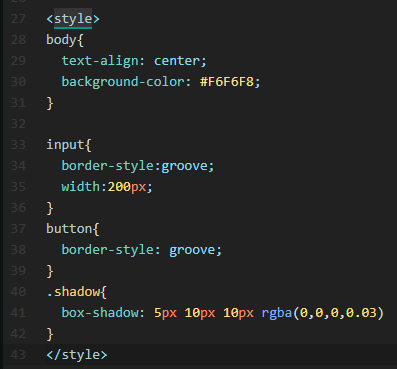 27 <style>
28 body{
29   text-align: center;
30   background-color: #F6F6F8;
31 }
32
33 input{
34   border-style:groove;
35   width:200px;
36 }
37 button{
38   border-style: groove;
39 }
40 .shadow{
41   box-shadow: 5px 10px 10px rgba(0,0,0,0.03)
42 }
43 </style>